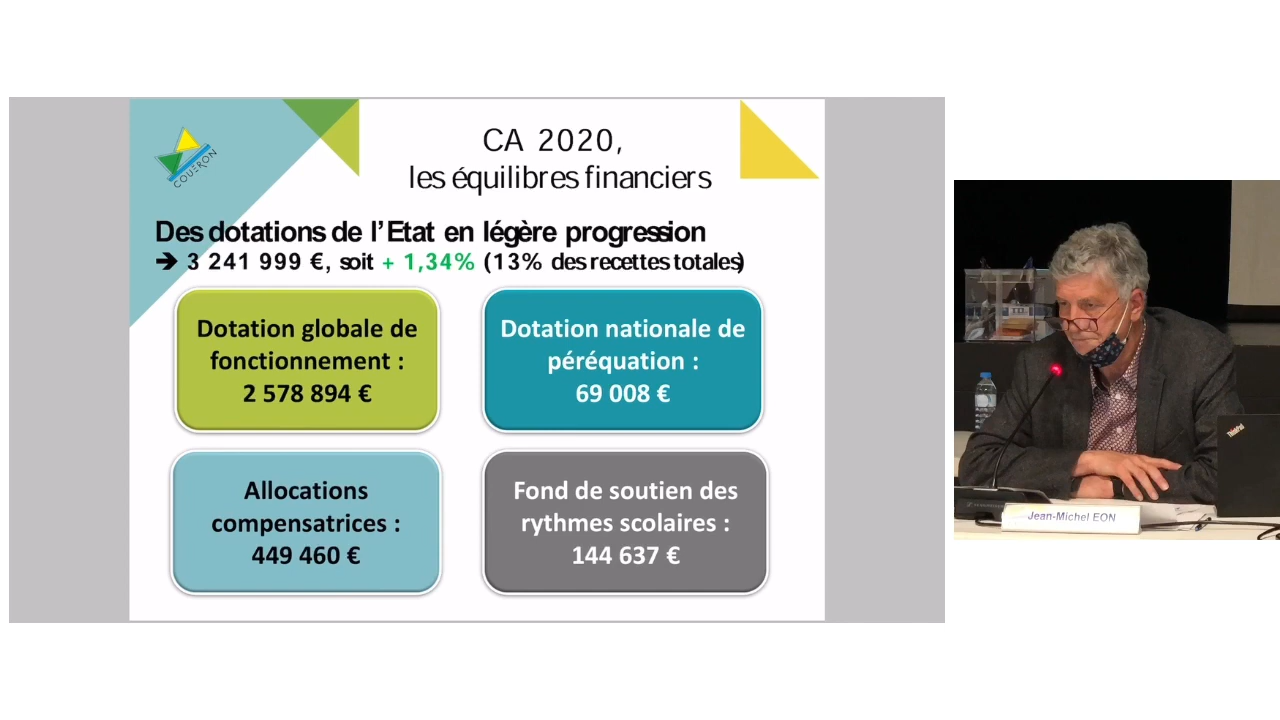 COUERON
CA 2020,
les équilibres financiers
Des dotations de l'Etat en légère progression
➔ 3 241 999 €, soit + 1,34% (13% des recettes totales)
Dotation globale de
fonctionnement :
2 578 894 €
Dotation nationale de
péréquation :
69 008 €
Allocations
compensatrices :
449 460 €
Fond de soutien des
rythmes scolaires :
144 637 €
ThinkPad
Jean-Michel EON